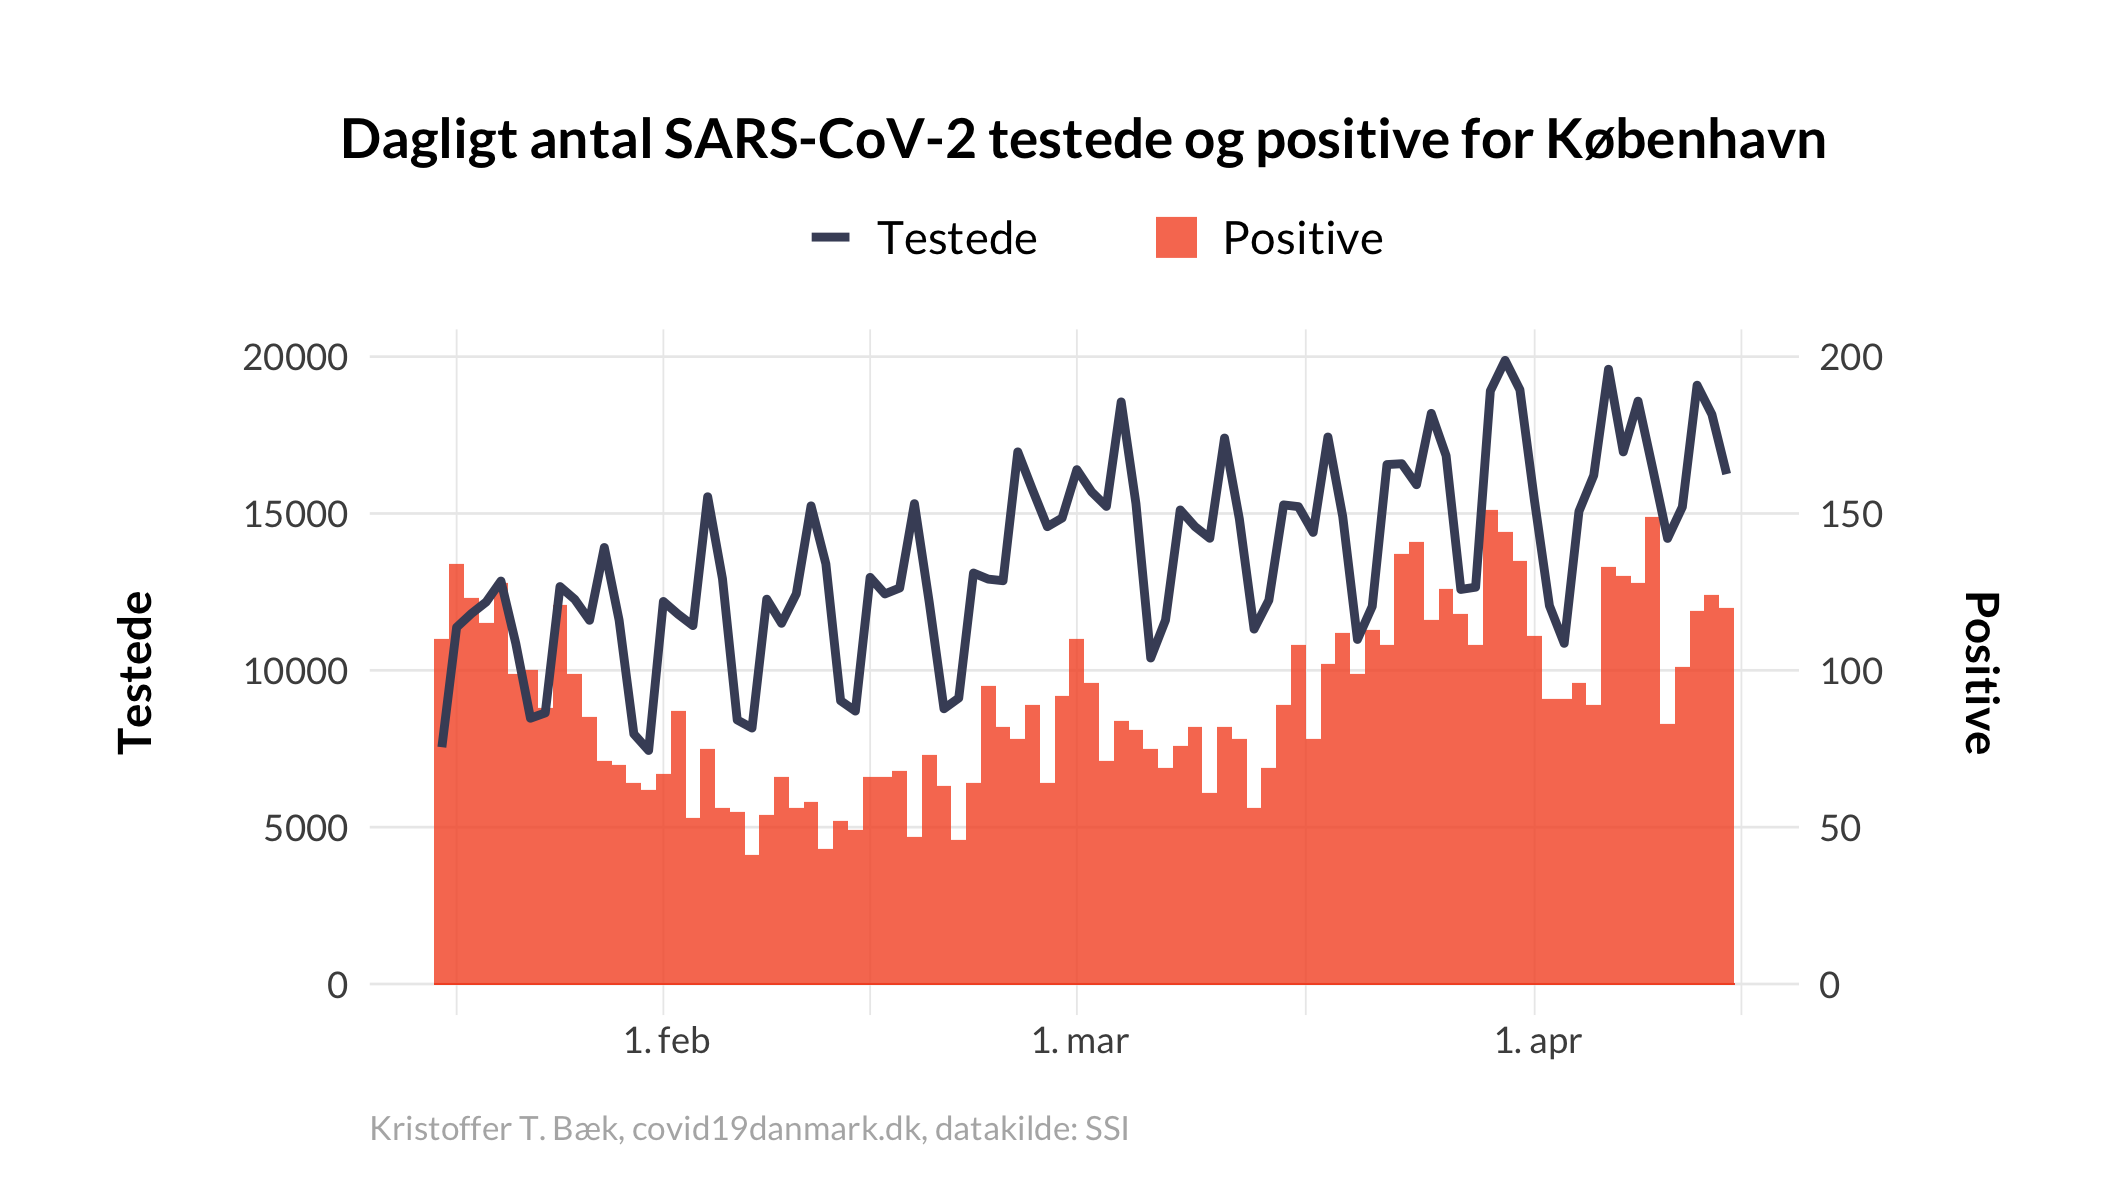 Dagligt antal SARS-CoV-2 testede og positive for København
Testede Positive
20000 200
15000 150
10000 100
5000 50
0 0
Testede
Positive
1. feb 1. mar 1. apr
Kristoffer T. Bæk, covid19danmark.dk, datakilde: SSI